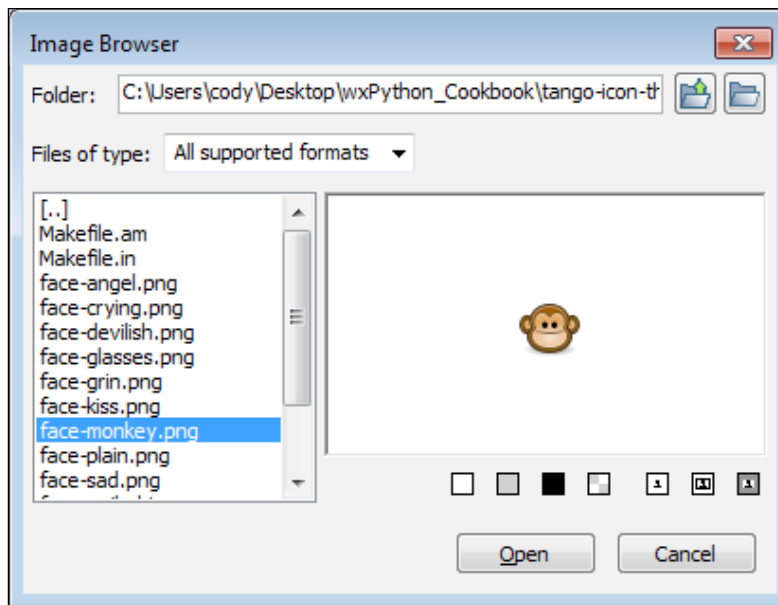 Image Browser
Folder: C:\Users\cody\Desktop\wxPython_Cookbook\tango-icon-th
Files of type: All supported formats
[..]
Makefile.am
Makefile.in
face-angel.png
face-crying.png
face-devilish.png
face-glasses.png
face-grin.png
face-kiss.png
face-monkey.png
face-plain.png
face-sad.png
Open Cancel